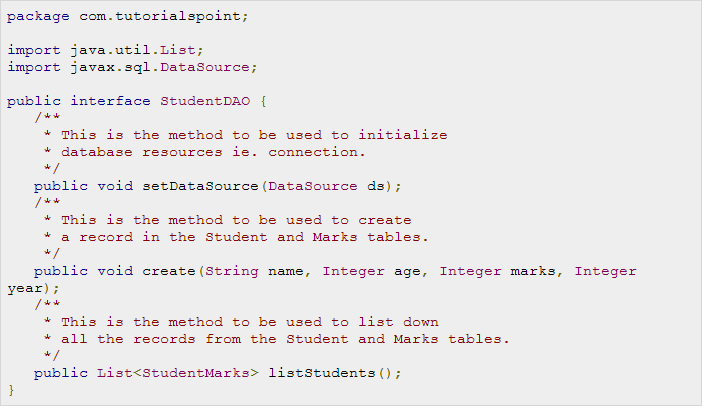 package com.tutorialspoint;

import java.util.List;
import javax.sql.DataSource;

public interface StudentDAO {
   /**
    * This is the method to be used to initialize
    * database resources ie. connection.
    */
   public void setDataSource(DataSource ds);
   /**
    * This is the method to be used to create
    * a record in the Student and Marks tables.
    */
   public void create(String name, Integer age, Integer marks, Integer
year);
   /**
    * This is the method to be used to list down
    * all the records from the Student and Marks tables.
    */
   public List<StudentMarks> listStudents();
}